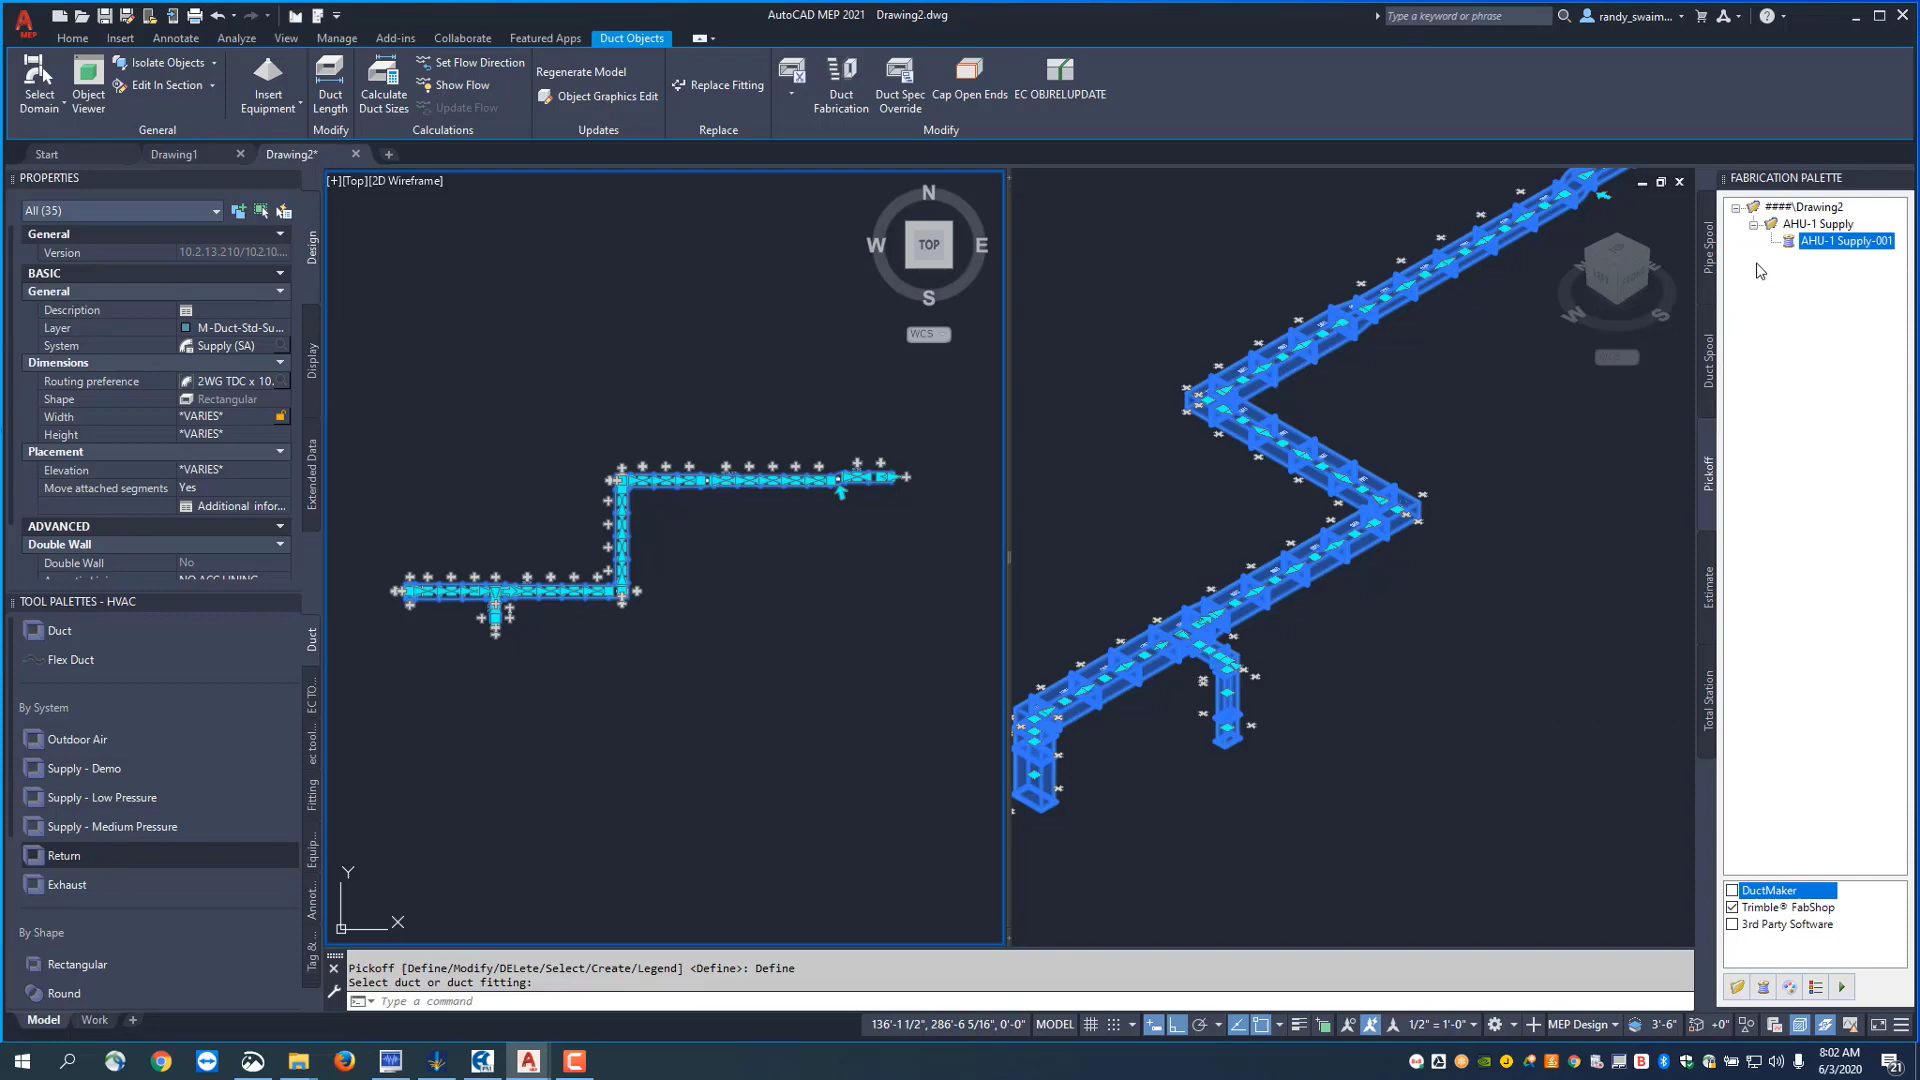 AutoCAD MEP 2021   Drawing2.dwg
Type a keyword or phrase
randy_swaim...
MEP
Home
Insert
Annotate
Analyze
View
Manage
Add-ins
Collaborate
Featured Apps
Duct Objects
Select
Domain
Object
Viewer
Isolate Objects
Edit In Section
Insert
Equipment
General
Duct
Length
Modify
Calculate
Duct Sizes
Set Flow Direction
Show Flow
Update Flow
Calculations
Regenerate Model
Object Graphics Edit
Updates
Replace Fitting
Replace
Duct
Fabrication
Duct Spec
Override
Cap Open Ends
EC OBJRELUPDATE
Modify
Start
Drawing1
Drawing2*
PROPERTIES
All (35)
General
Version 10.2.13.210/10.2.10....
BASIC
General
Description
Layer M-Duct-Std-Su...
System Supply (SA)
Dimensions
Routing preference 2WG TDC x 10...
Shape Rectangular
Width *VARIES*
Height *VARIES*
Placement
Elevation *VARIES*
Move attached segments Yes
Additional infor...
ADVANCED
Double Wall
Double Wall No
Design
Display
Extended Data
TOOL PALETTES - HVAC
Duct
Flex Duct
By System
Outdoor Air
Supply - Demo
Supply - Low Pressure
Supply - Medium Pressure
Return
Exhaust
By Shape
Rectangular
Round
Duct
EC TO...
ec tool...
Fitting
Equip...
Annot...
Tag & ...
[+][Top][2D Wireframe]
N
W
TOP
E
S
WCS
Y
X
W
S
Pipe Spool
Duct Spool
Pickoff
Estimate
Total Station
FABRICATION PALETTE
####\Drawing2
AHU-1 Supply
AHU-1 Supply-001
DuctMaker
Trimble® FabShop
3rd Party Software
Pickoff [Define/Modify/DELete/Select/Create/Legend] <Define>: Define
Select duct or duct fitting:
Type a command
Model
Work
136'-1 1/2", 286'-6 5/16", 0'-0"
MODEL
1/2" = 1'-0"
MEP Design
3'-6"
+0"
8:02 AM
6/3/2020
21